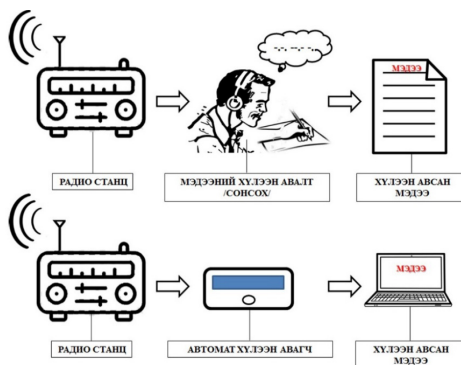 МЭДЭЭ
РАДИО СТАНЦ
МЭДЭЭНИЙ ХҮЛЭЭН АВАЛТ
/СОНСОХ/
ХҮЛЭЭН АВСАН
МЭДЭЭ
МЭДЭЭ
РАДИО СТАНЦ
АВТОМАТ ХҮЛЭЭН АВАГЧ
ХҮЛЭЭН АВСАН
МЭДЭЭ